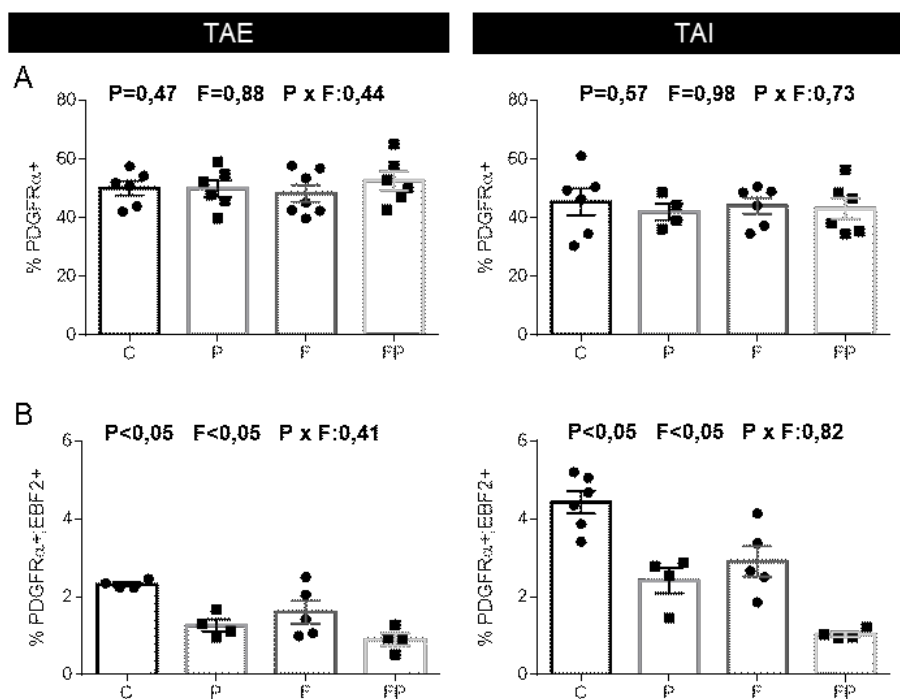 TAE
TAI
A
P=0,47 F=0,88 P x F:0,44
% PDGFRα+
80
60
40
20
0
C P F FP
P=0,57 F=0,98 P x F:0,73
% PDGFRα+
80
60
40
20
0
C P F FP
B
P<0,05 F<0,05 P x F:0,41
% PDGFRα+;EBF2+
6
4
2
0
C P F FP
P<0,05 F<0,05 P x F:0,82
% PDGFRα+;EBF2+
6
4
2
0
C P F FP